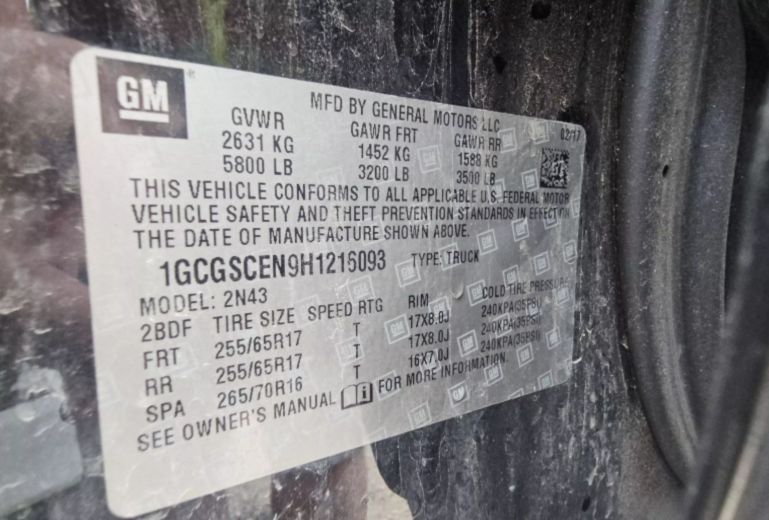 GM
MFD BY GENERAL MOTORS LLC
GVWR GAWR FRT GAWR RR 02/17
2631 KG 1452 KG 1588 KG
5800 LB 3200 LB 3500 LB
THIS VEHICLE CONFORMS TO ALL APPLICABLE U.S. FEDERAL MOTOR
VEHICLE SAFETY AND THEFT PREVENTION STANDARDS IN EFFECT ON
THE DATE OF MANUFACTURE SHOWN ABOVE.
1GCGSCEN9H1216093 TYPE: TRUCK
MODEL: 2N43
2BDF TIRE SIZE SPEED RTG RIM COLD TIRE PRESSURE
FRT 255/65R17 T 17X8.0J 240KPA(35PSI)
RR 255/65R17 T 17X8.0J 240KPA(35PSI)
SPA 265/70R16 T 16X7.0J 240KPA(35PSI)
SEE OWNER'S MANUAL FOR MORE INFORMATION.